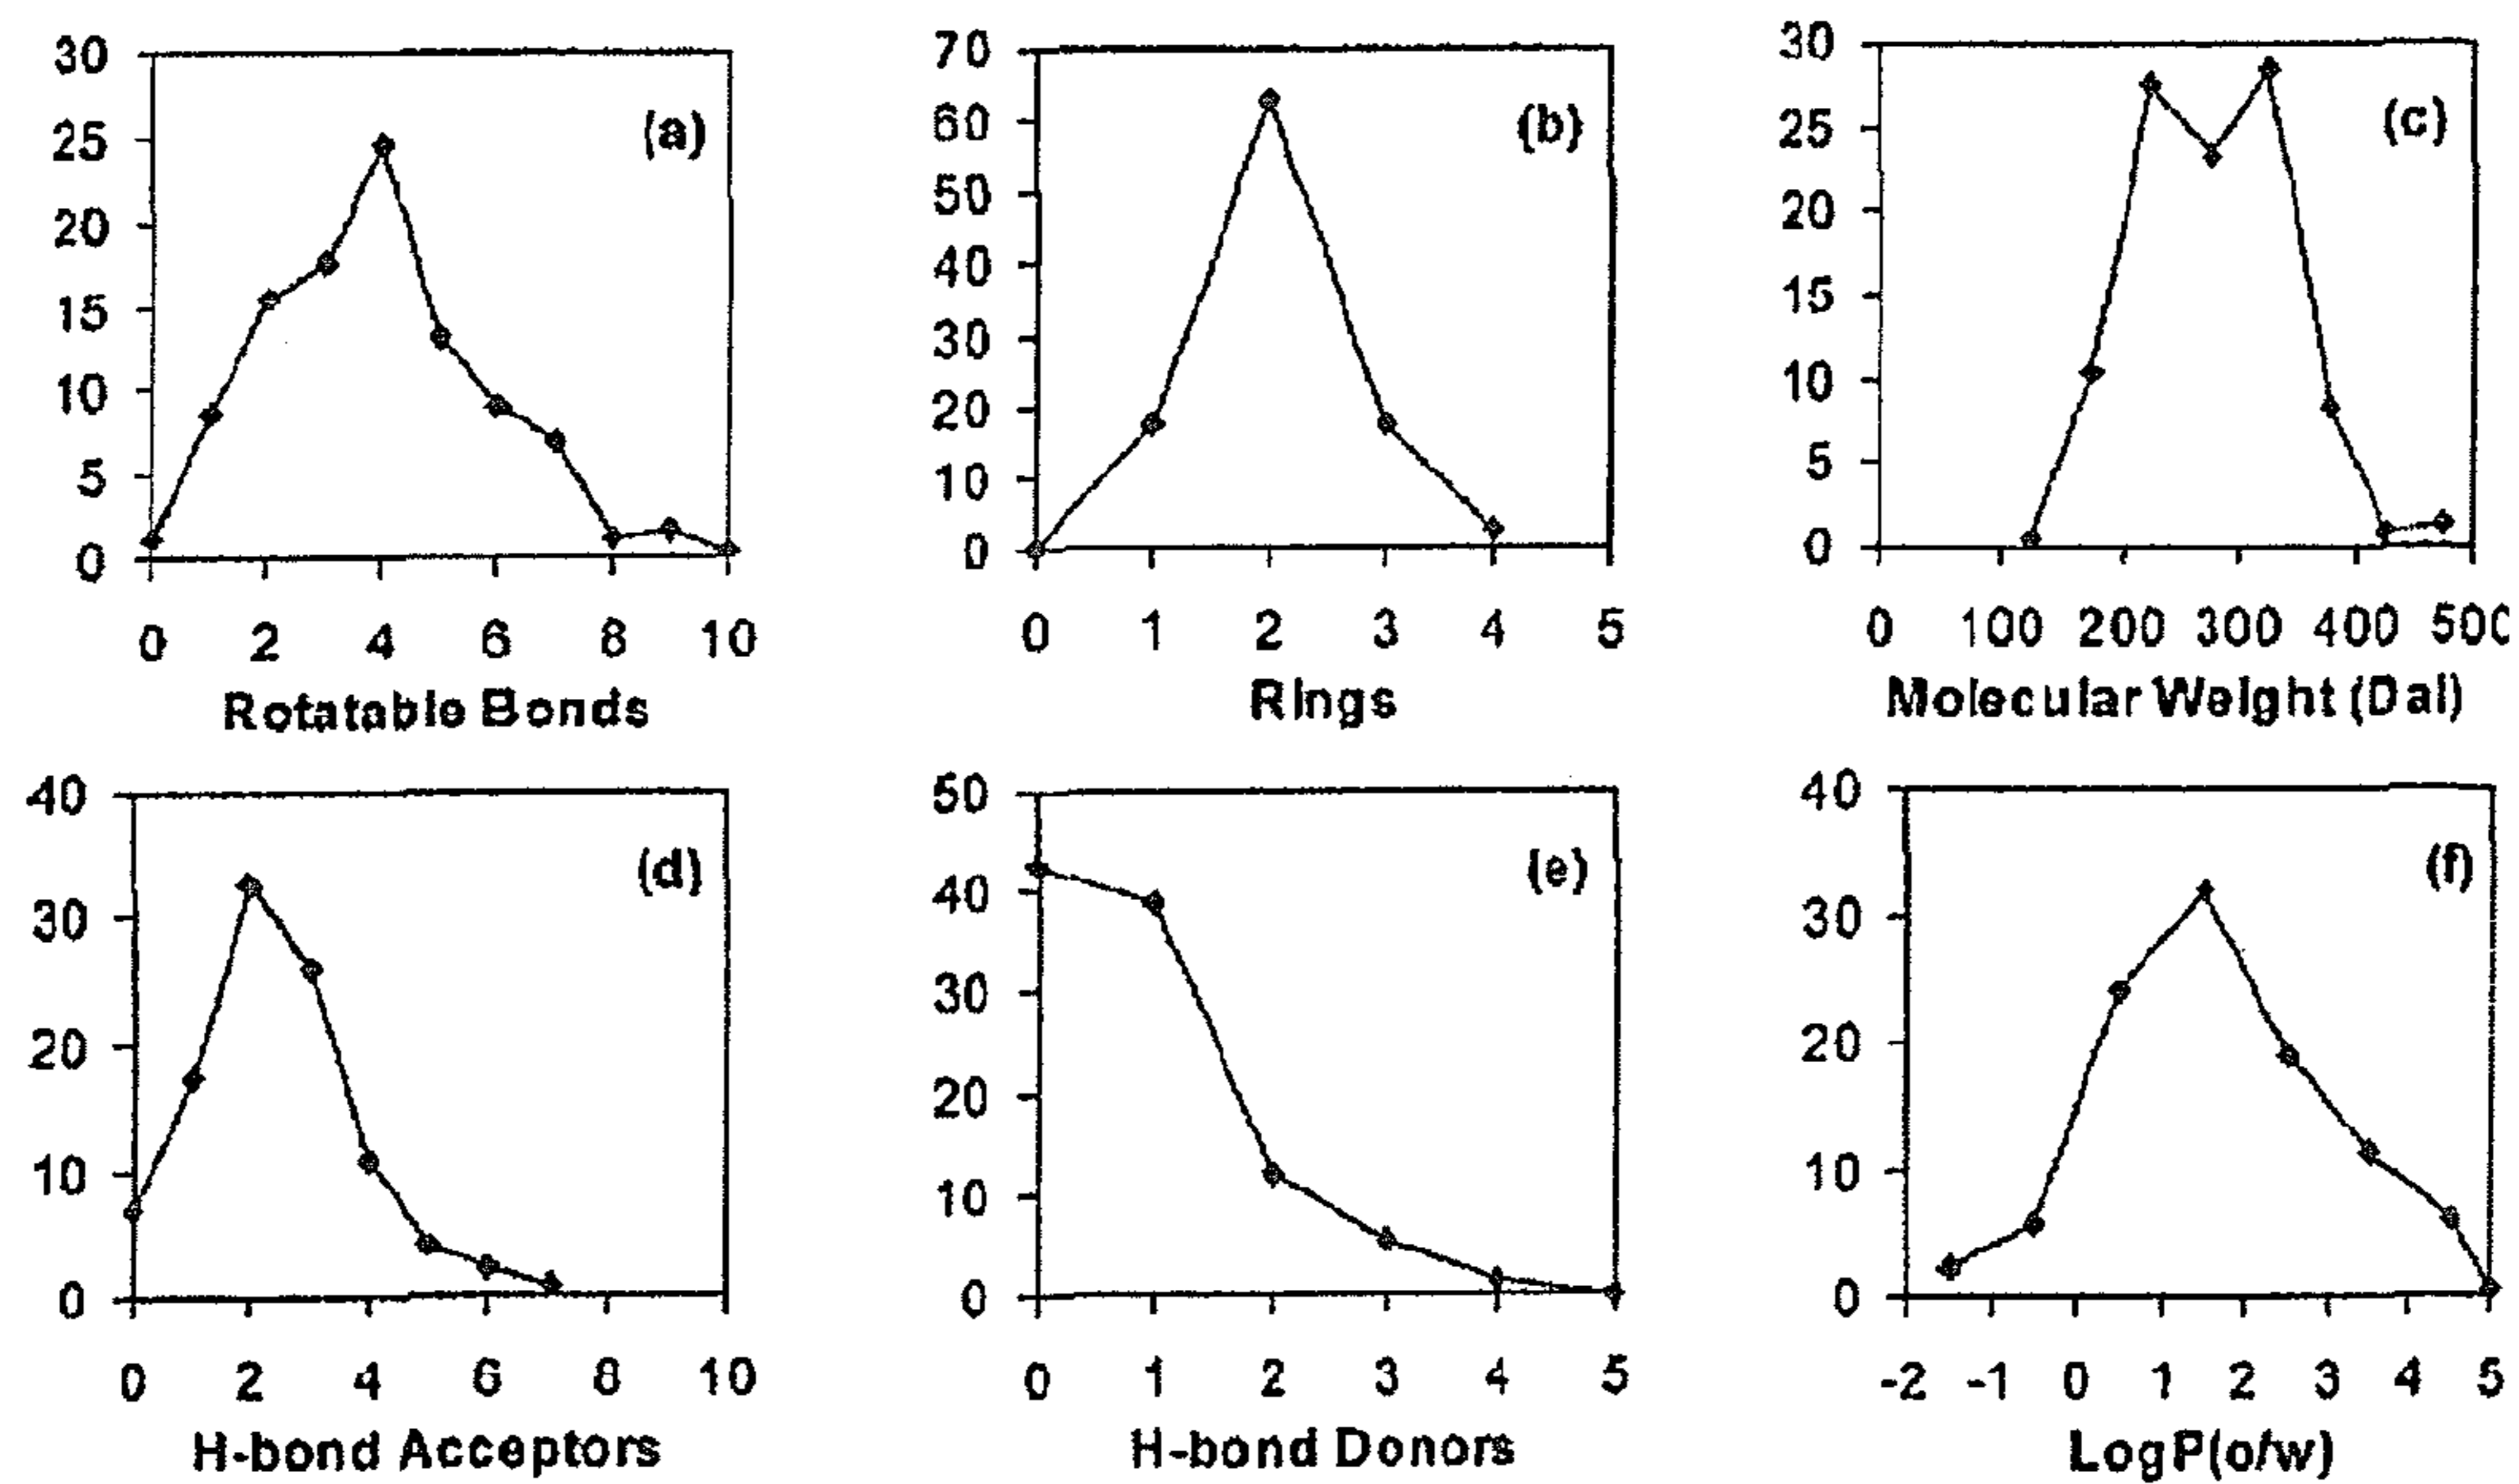 30 70 30
(a) (b) (c)
25 60 25
20 50 20
15 40 15
10 30 10
5 20 5
0 10 0
0
0 2 4 6 8 10 0 1 2 3 4 5 0 100 200 300 400 500
Rotatable Bonds Rings Molecular Weight (Dal)
40 50 40
(d) (e) (f)
30 40 30
20 30 20
10 20 10
0 10 0
0
0 2 4 6 8 10 0 1 2 3 4 5 -2 -1 0 1 2 3 4 5
H-bond Acceptors H-bond Donors LogP(o/w)